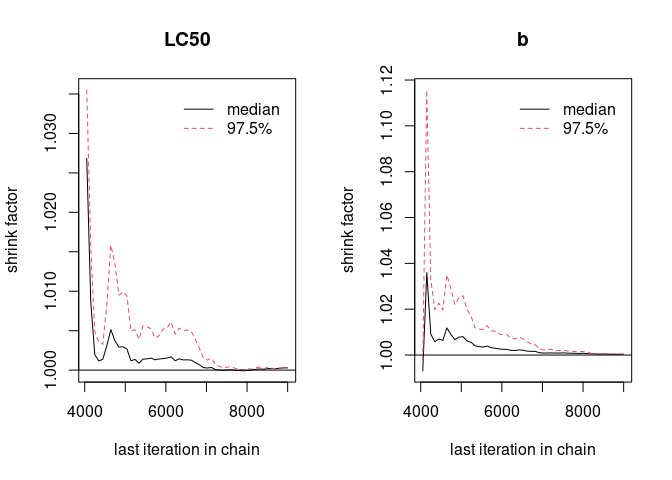 LC50
shrink factor
1.000
1.010
1.020
1.030
median
97.5%
4000
6000
8000
last iteration in chain
b
shrink factor
1.00
1.02
1.04
1.06
1.08
1.10
1.12
median
97.5%
4000
6000
8000
last iteration in chain